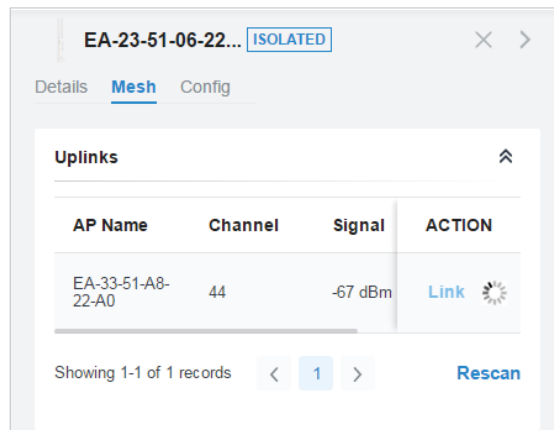 EA-23-51-06-22... ISOLATED
Details Mesh Config
Uplinks
AP Name Channel Signal ACTION
EA-33-51-A8-
22-A0 44 -67 dBm Link
Showing 1-1 of 1 records < 1 > Rescan